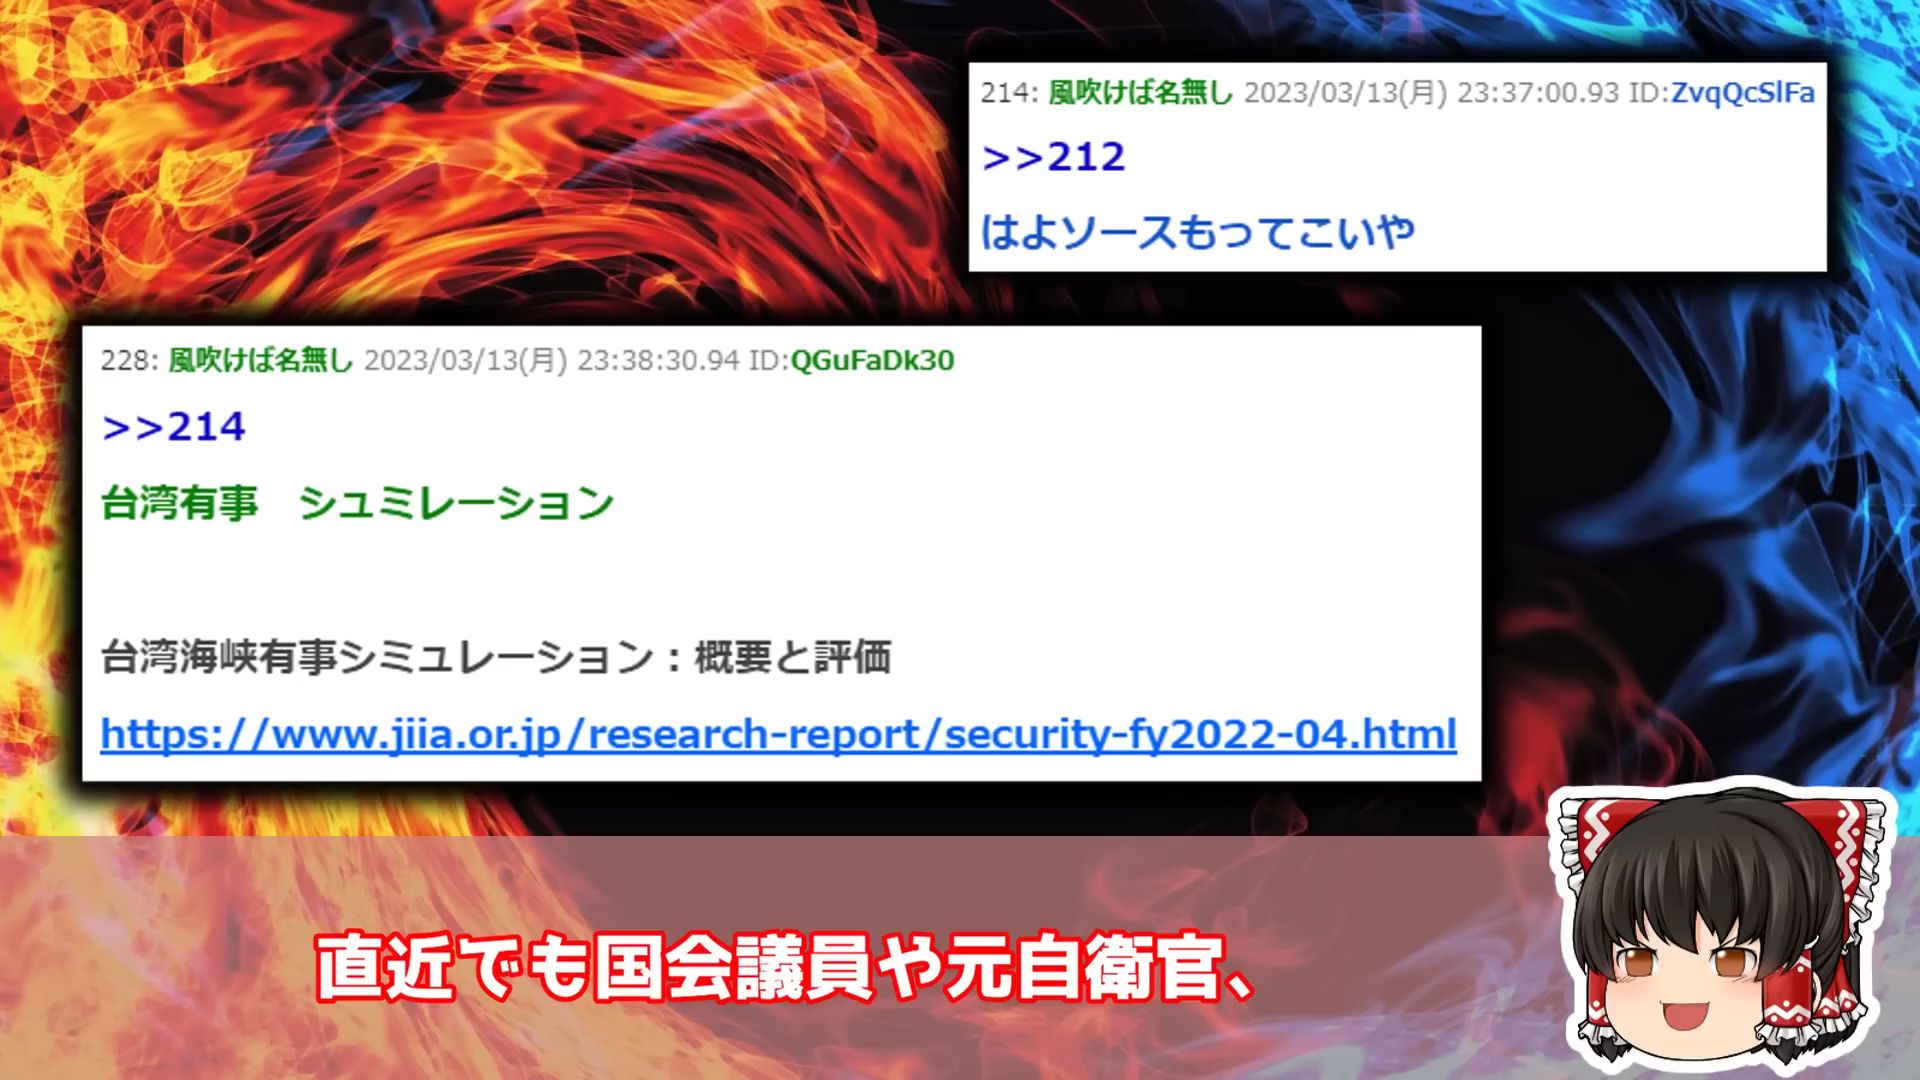 214: 風吹けば名無し 2023/03/13(月) 23:37:00.93 ID:ZvqQcSlFa
>>212
はよソースもってこいや
228: 風吹けば名無し 2023/03/13(月) 23:38:30.94 ID:QGuFaDk30
>>214
台湾有事　シュミレーション
台湾海峡有事シミュレーション：概要と評価
https://www.jiia.or.jp/research-report/security-fy2022-04.html
直近でも国会議員や元自衛官、